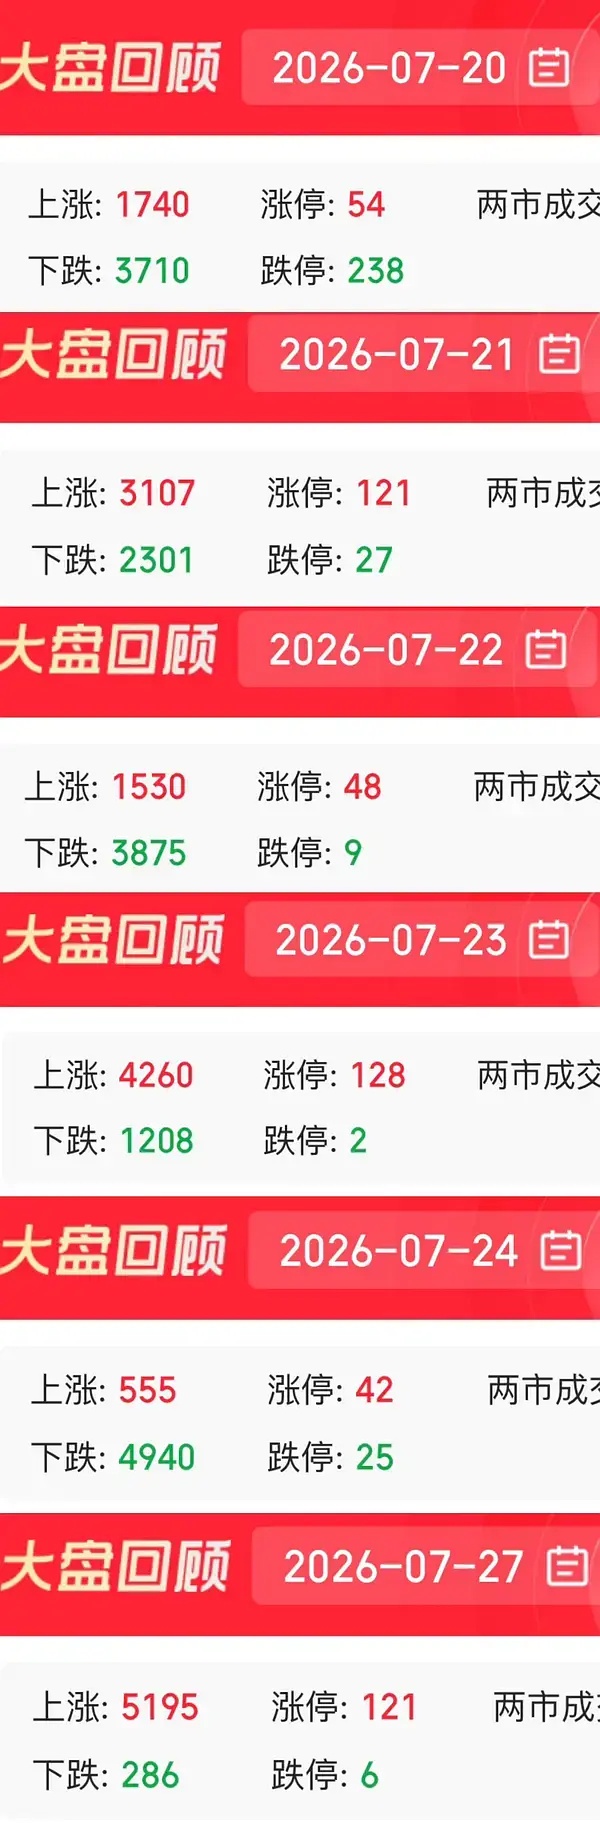 大盘回顾 2026-07-20
上涨: 1740 涨停: 54 两市成交
下跌: 3710 跌停: 238
大盘回顾 2026-07-21
上涨: 3107 涨停: 121 两市成交
下跌: 2301 跌停: 27
大盘回顾 2026-07-22
上涨: 1530 涨停: 48 两市成交
下跌: 3875 跌停: 9
大盘回顾 2026-07-23
上涨: 4260 涨停: 128 两市成交
下跌: 1208 跌停: 2
大盘回顾 2026-07-24
上涨: 555 涨停: 42 两市成交
下跌: 4940 跌停: 25
大盘回顾 2026-07-27
上涨: 5195 涨停: 121 两市成
下跌: 286 跌停: 6